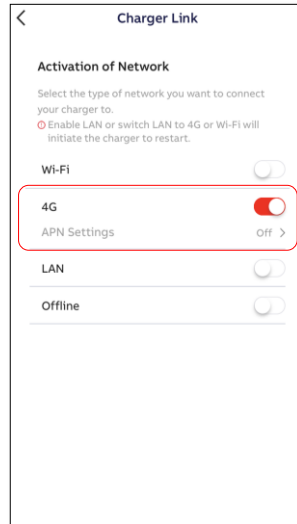 Charger Link
Activation of Network
Select the type of network you want to connect
your charger to.
Enable LAN or switch LAN to 4G or Wi-Fi will
initiate the charger to restart.
Wi-Fi
4G
APN Settings Off
LAN
Offline